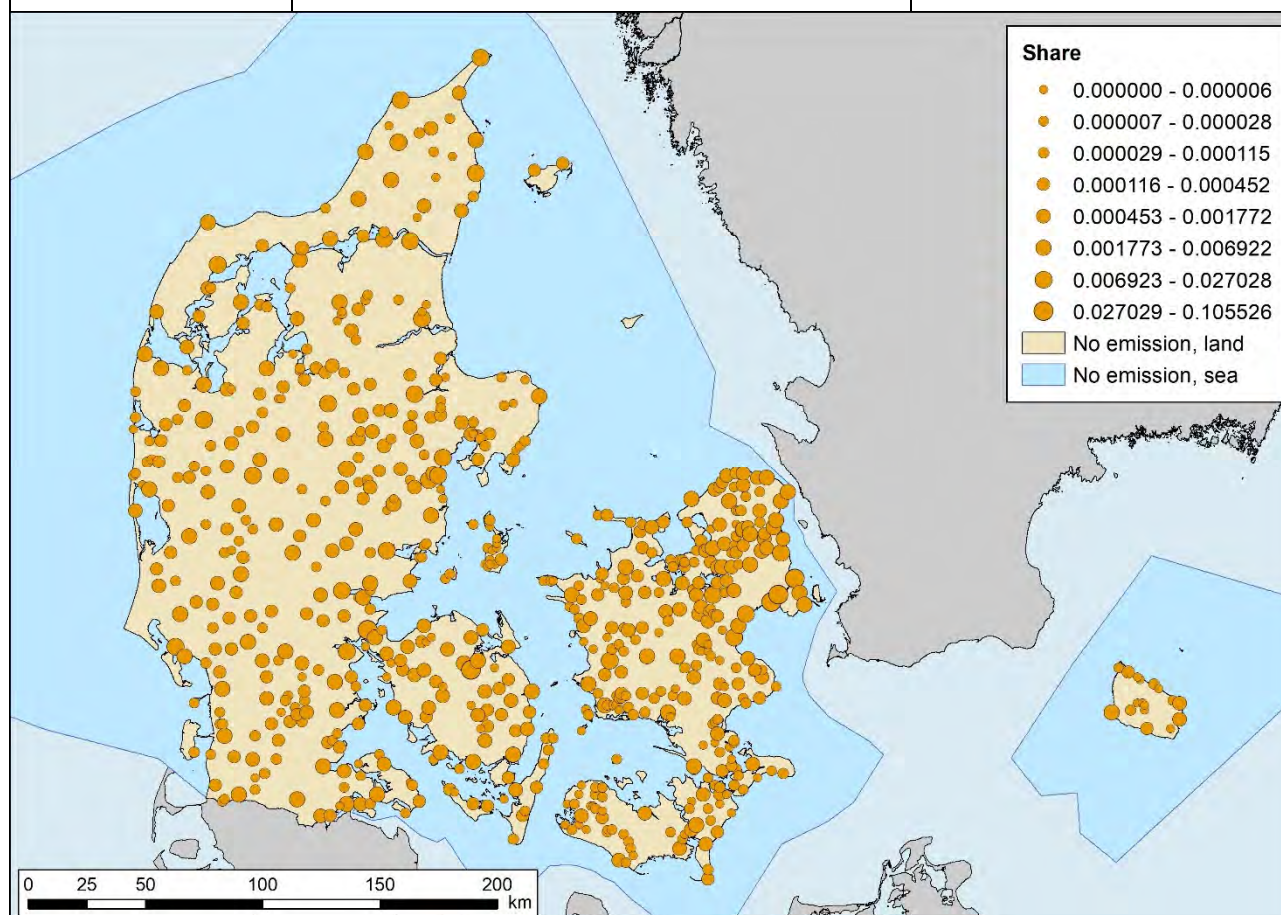 Share
0.000000 - 0.000006
0.000007 - 0.000028
0.000029 - 0.000115
0.000116 - 0.000452
0.000453 - 0.001772
0.001773 - 0.006922
0.006923 - 0.027028
0.027029 - 0.105526
No emission, land
No emission, sea
0 25 50 100 150 200
km